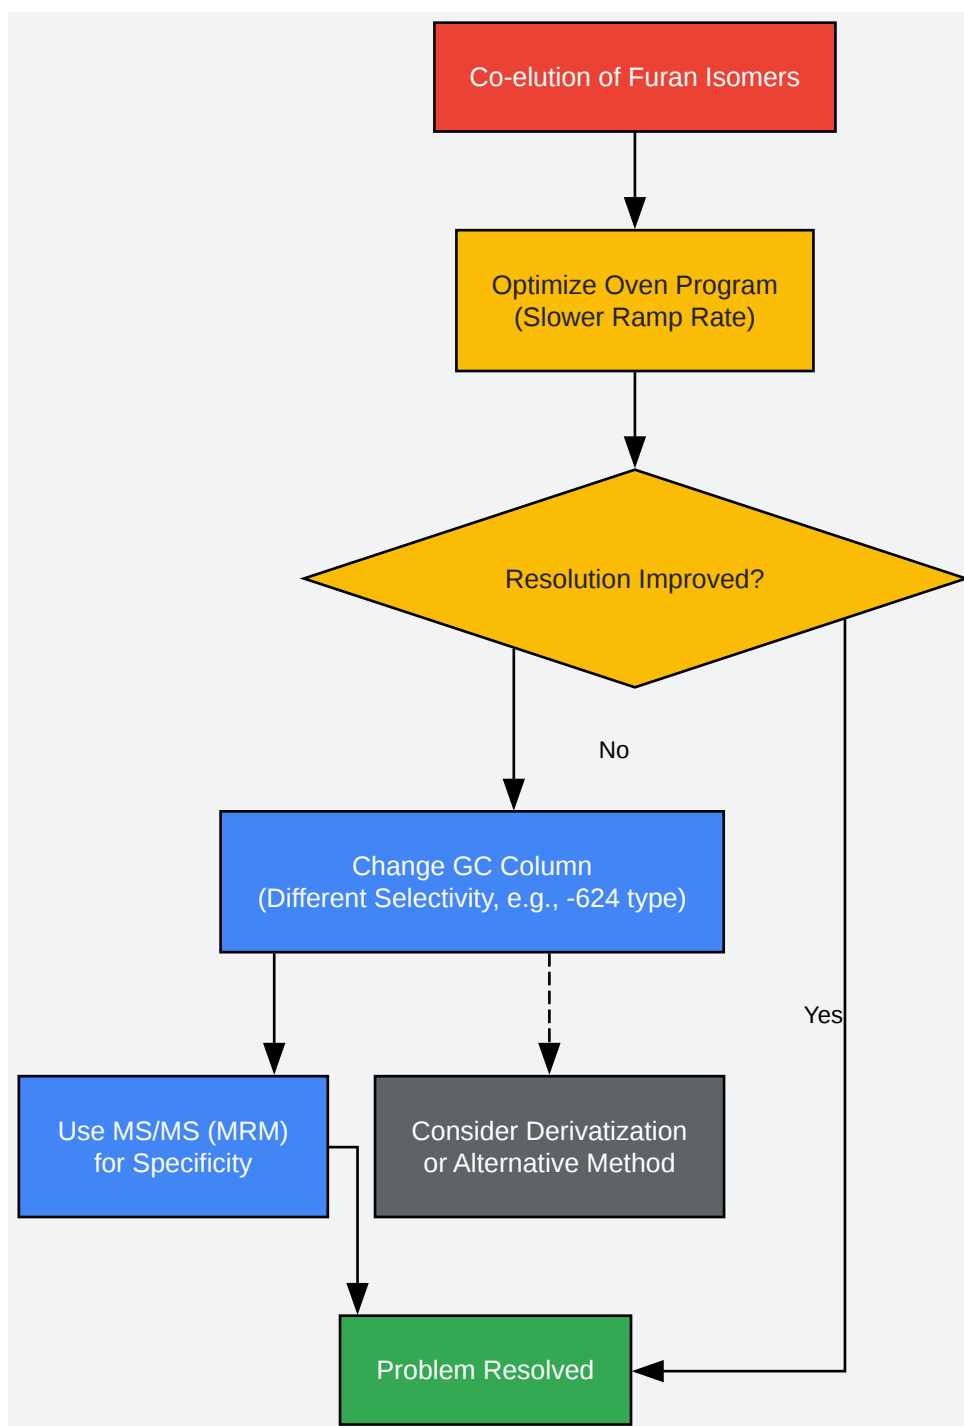 Co-elution of Furan Isomers
Optimize Oven Program
(Slower Ramp Rate)
Resolution Improved?
No
Change GC Column
(Different Selectivity, e.g., -624 type)
Yes
Use MS/MS (MRM)
for Specificity
Consider Derivatization
or Alternative Method
Problem Resolved